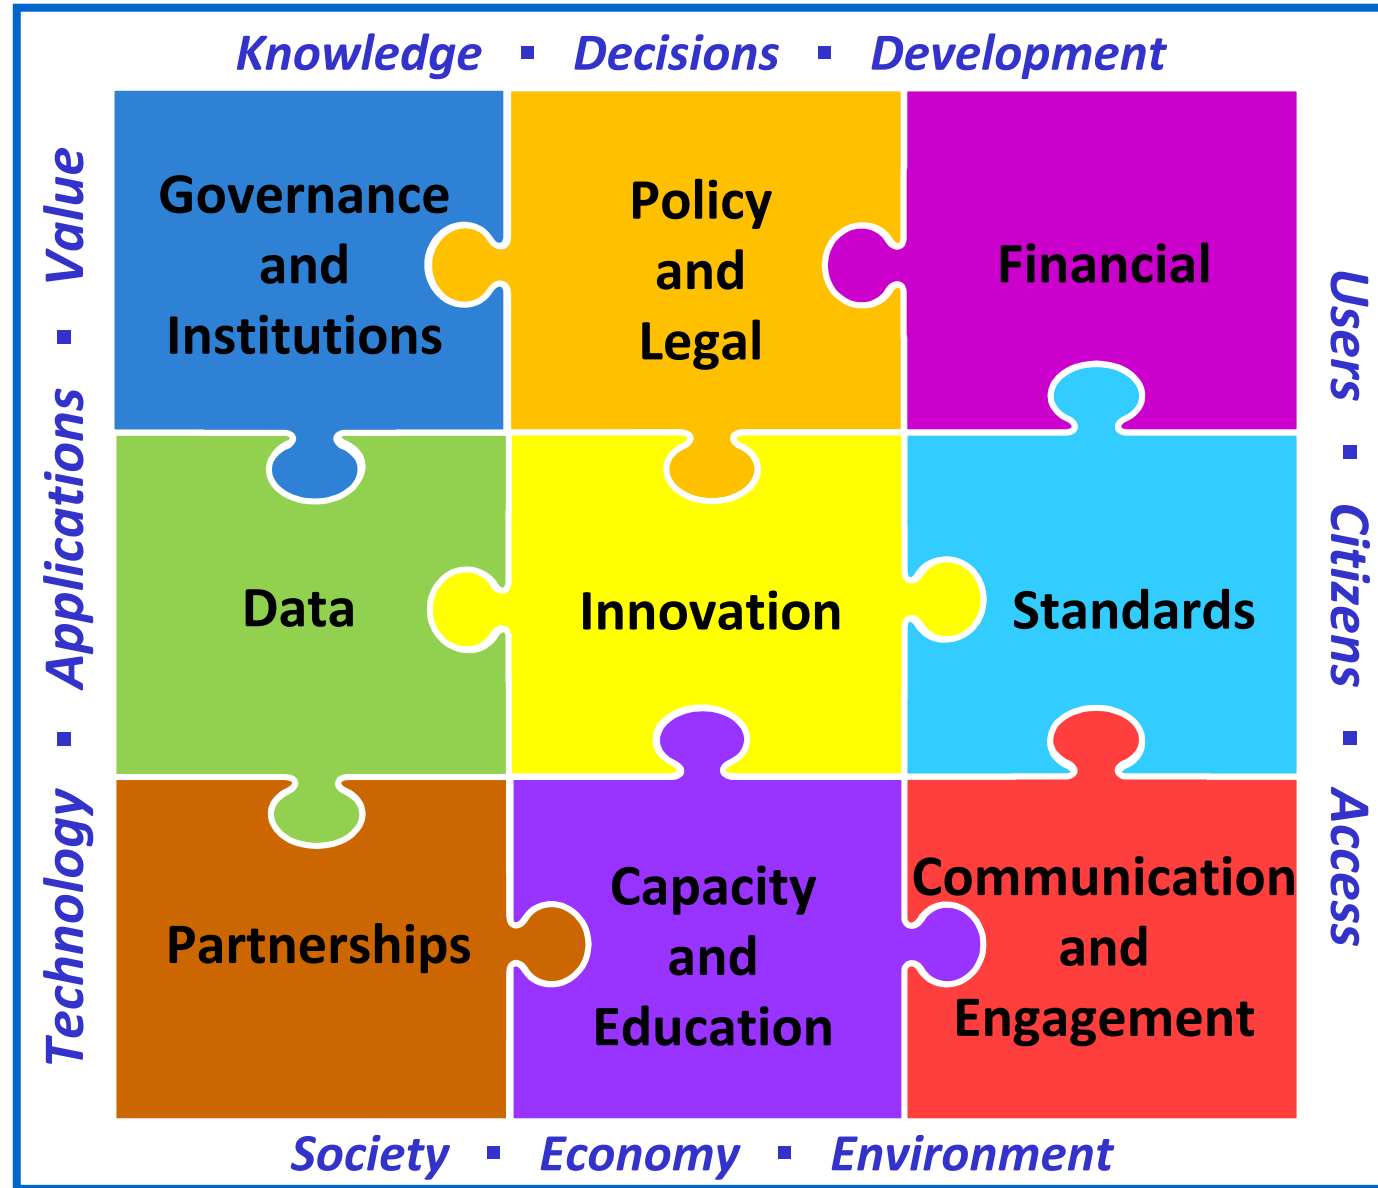 Knowledge ▪ Decisions ▪ Development
Technology ▪ Applications ▪ Value
Governance
and
Institutions
Policy
and
Legal
Financial
Data
Innovation
Standards
Partnerships
Capacity
and
Education
Communication
and
Engagement
Users ▪ Citizens ▪ Access
Society ▪ Economy ▪ Environment